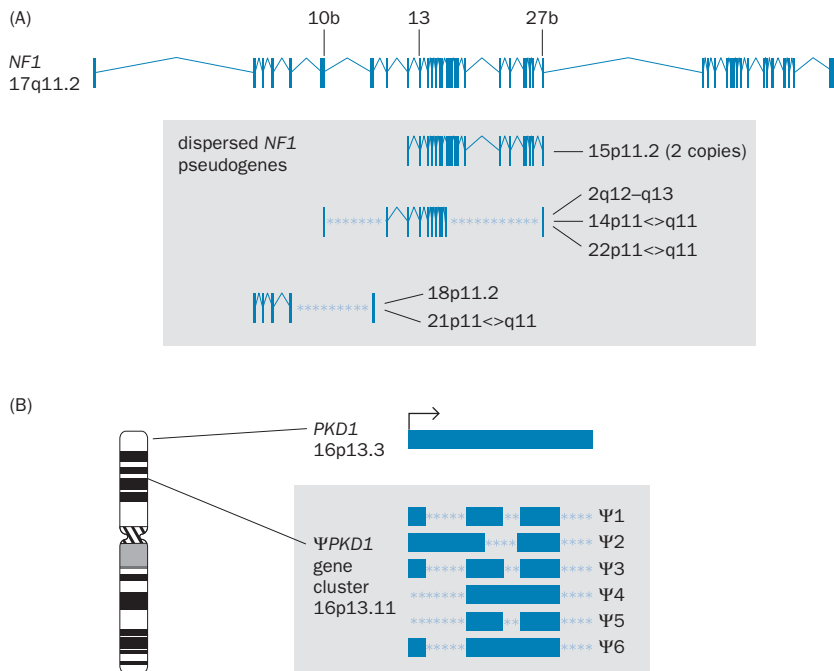 (A)
10b 13 27b
NF1
17q11.2
dispersed NF1
pseudogenes
15p11.2 (2 copies)
*******
**********
2q12–q13
14p11<>q11
22p11<>q11
*********
18p11.2
21p11<>q11
(B)
PKD1
16p13.3
ΨPKD1
gene
cluster
16p13.11
***** ** **** Ψ1
**** **** Ψ2
***** ** **** Ψ3
****** **** Ψ4
****** ** **** Ψ5
***** **** Ψ6